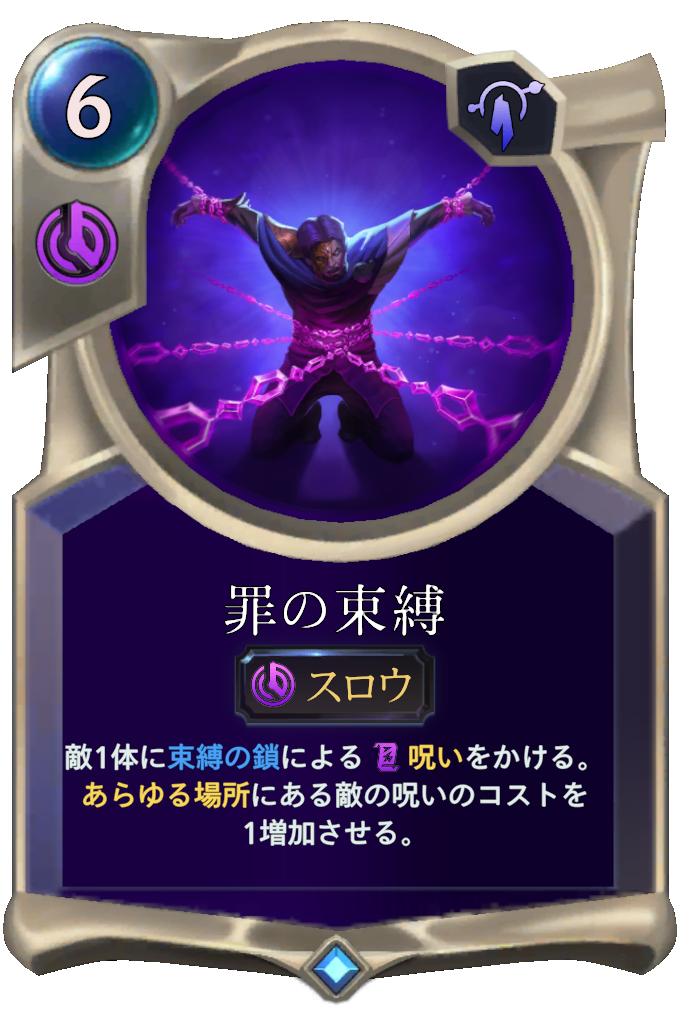 6
罪の束縛
スロウ
敵1体に束縛の鎖による 呪いをかける。
あらゆる場所にある敵の呪いのコストを
1増加させる。